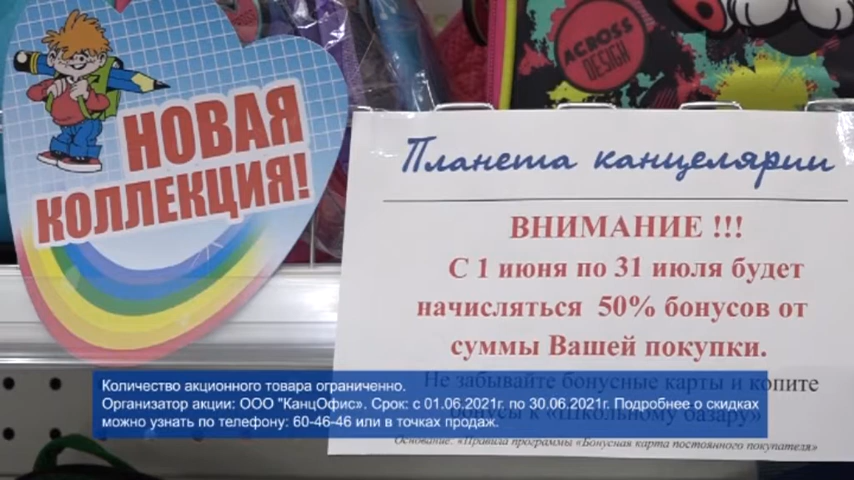 НОВАЯ
КОЛЛЕКЦИЯ!
ACROSS
DESIGN
Планета канцелярии
ВНИМАНИЕ !!!
С 1 июня по 31 июля будет
начисляться 50% бонусов от
суммы Вашей покупки.
Не забывайте бонусные карты и копите
бонусы к «Школьному базару»
Основание: «Правила программы «Бонусная карта постоянного покупателя»
Количество акционного товара ограниченно.
Организатор акции: ООО "КанцОфис». Срок: с 01.06.2021г. по 30.06.2021г. Подробнее о скидках
можно узнать по телефону: 60-46-46 или в точках продаж.